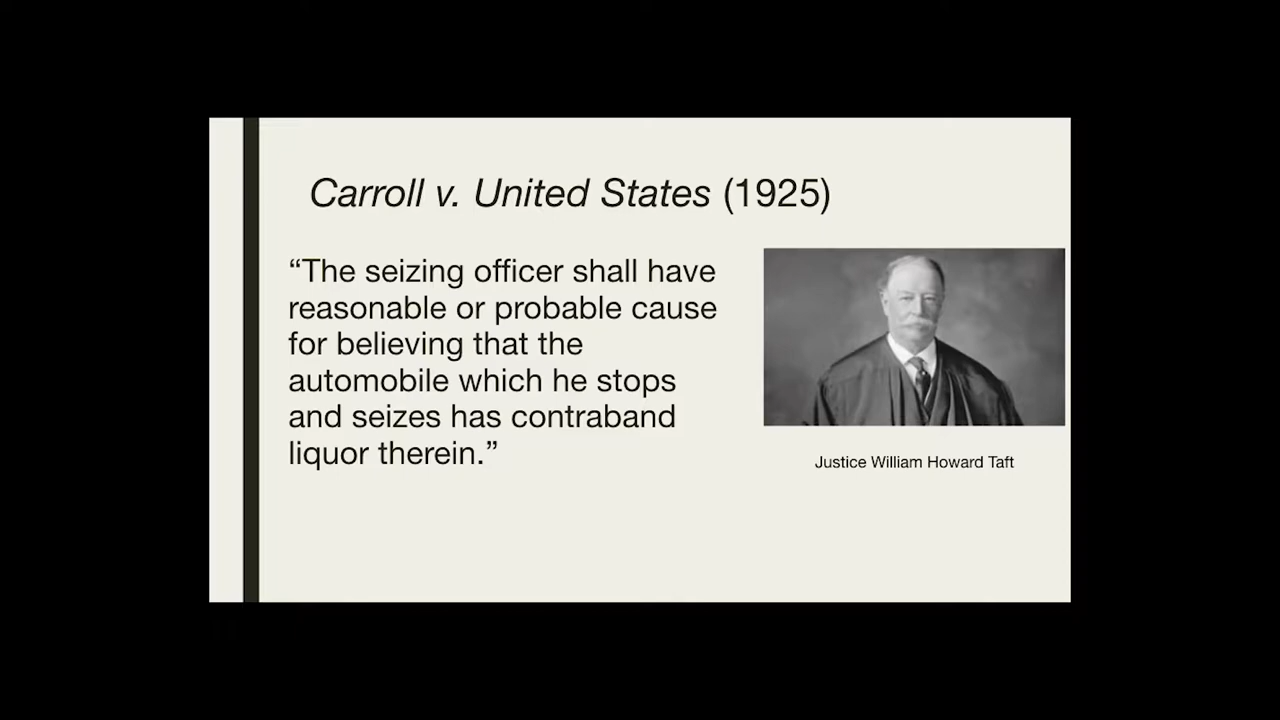 Carroll v. United States (1925)
“The seizing officer shall have
reasonable or probable cause
for believing that the
automobile which he stops
and seizes has contraband
liquor therein.”
Justice William Howard Taft